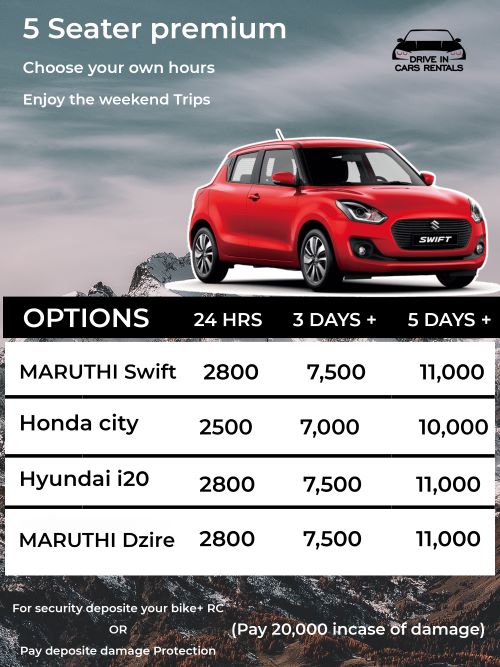 5 Seater premium
Choose your own hours
Enjoy the weekend Trips
DRIVE IN
CARS RENTALS
SWIFT
OPTIONS 24 HRS 3 DAYS + 5 DAYS +
MARUTHI Swift 2800 7,500 11,000
Honda city 2500 7,000 10,000
Hyundai i20 2800 7,500 11,000
MARUTHI Dzire 2800 7,500 11,000
For security deposite your bike+ RC
OR
(Pay 20,000 incase of damage)
Pay deposite damage Protection